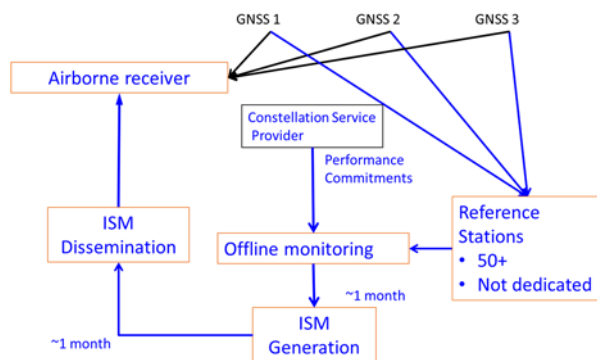 GNSS 1
GNSS 2
GNSS 3
Airborne receiver
Constellation Service
Provider
Performance
Commitments
ISM
Dissemination
Offline monitoring
Reference
Stations
• 50+
• Not dedicated
~1 month
ISM
Generation
~1 month